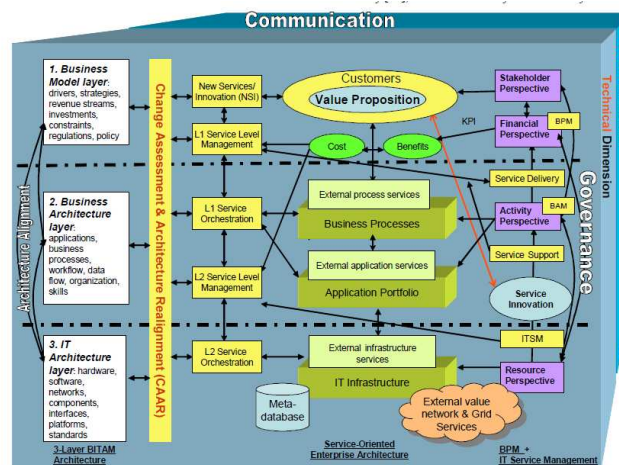 Communication
1. Business
Model layer:
drivers, strategies,
revenue streams,
investments,
constraints,
regulations, policy
2. Business
Architecture
layer:
applications,
business
processes,
workflow, data
flow, organization,
skills
3. IT
Architecture
layer: hardware,
software,
networks,
components,
interfaces,
platforms,
standards
Architecture Alignment
3-Layer BITAM
Architecture
Change Assessment & Architecture Realignment (CAAR)
New Services/
Innovation (NSI)
L1 Service Level
Management
L1 Service
Orchestration
L2 Service Level
Management
L2 Service
Orchestration
Customers
Value Proposition
Cost
Benefits
KPI
External process services
Business Processes
External application services
Application Portfolio
External infrastructure
services
IT Infrastructure
Meta-
database
External value
network & Grid
Services
Service-Oriented
Enterprise Architecture
Stakeholder
Perspective
BPM
Financial
Perspective
Service Delivery
BAM
Activity
Perspective
Service Support
Service
Innovation
ITSM
Resource
Perspective
BPM +
IT Service Management
Governance
Technical Dimension